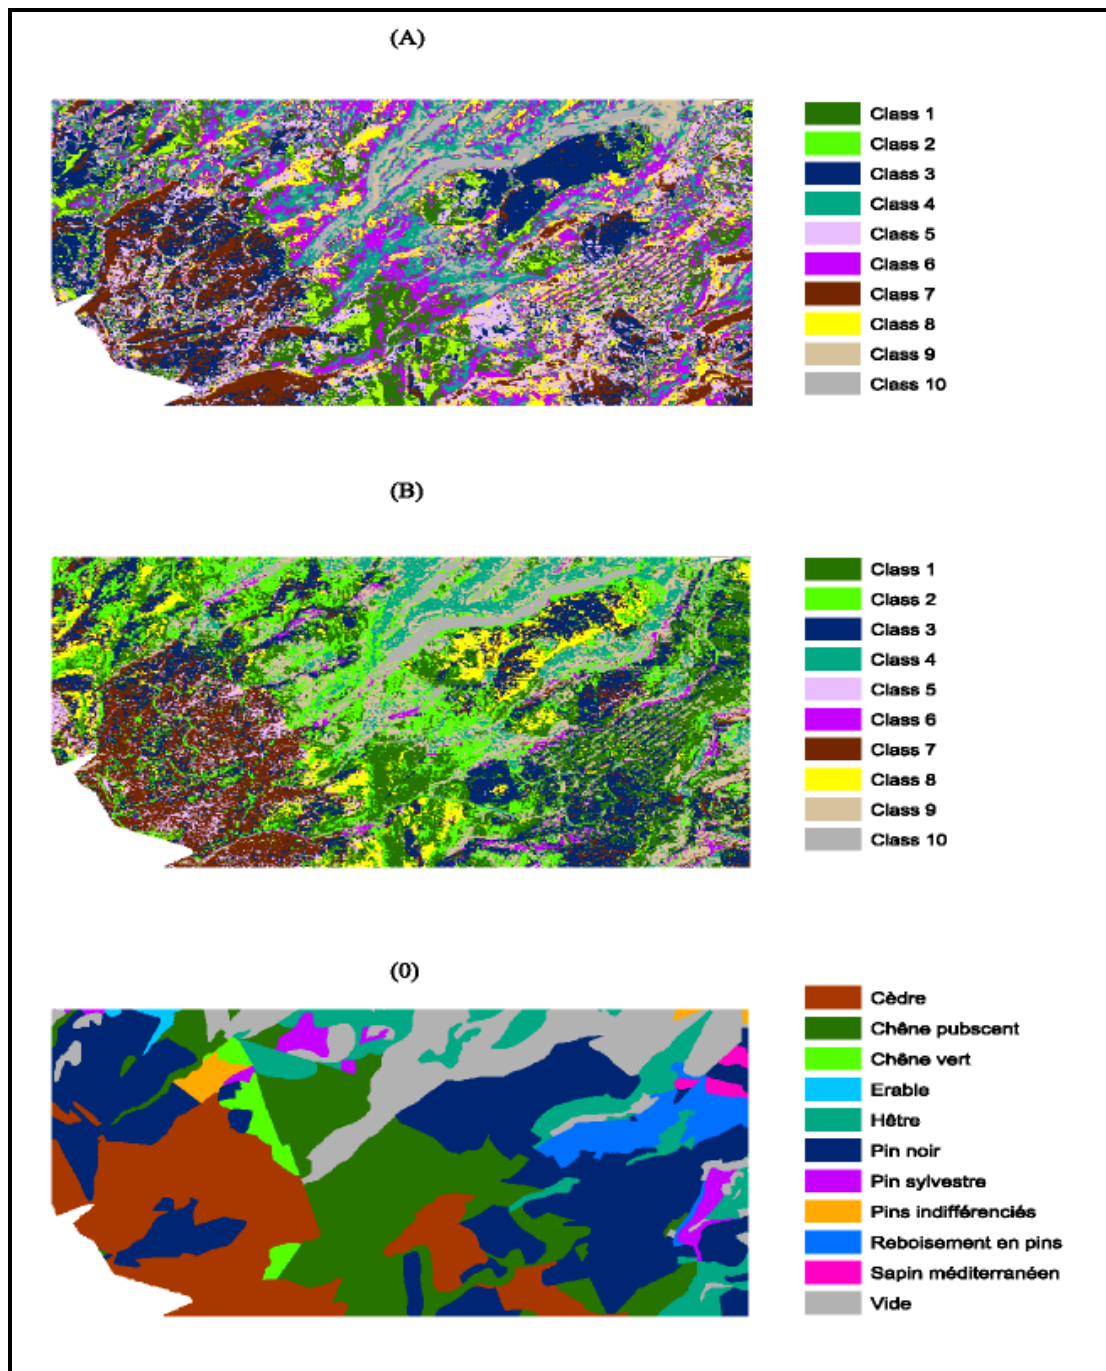 (A)
Class 1
Class 2
Class 3
Class 4
Class 5
Class 6
Class 7
Class 8
Class 9
Class 10
(B)
Class 1
Class 2
Class 3
Class 4
Class 5
Class 6
Class 7
Class 8
Class 9
Class 10
(0)
Cèdre
Chêne pubscent
Chêne vert
Erable
Hêtre
Pin noir
Pin sylvestre
Pins indifférenciés
Reboisement en pins
Sapin méditerranéen
Vide